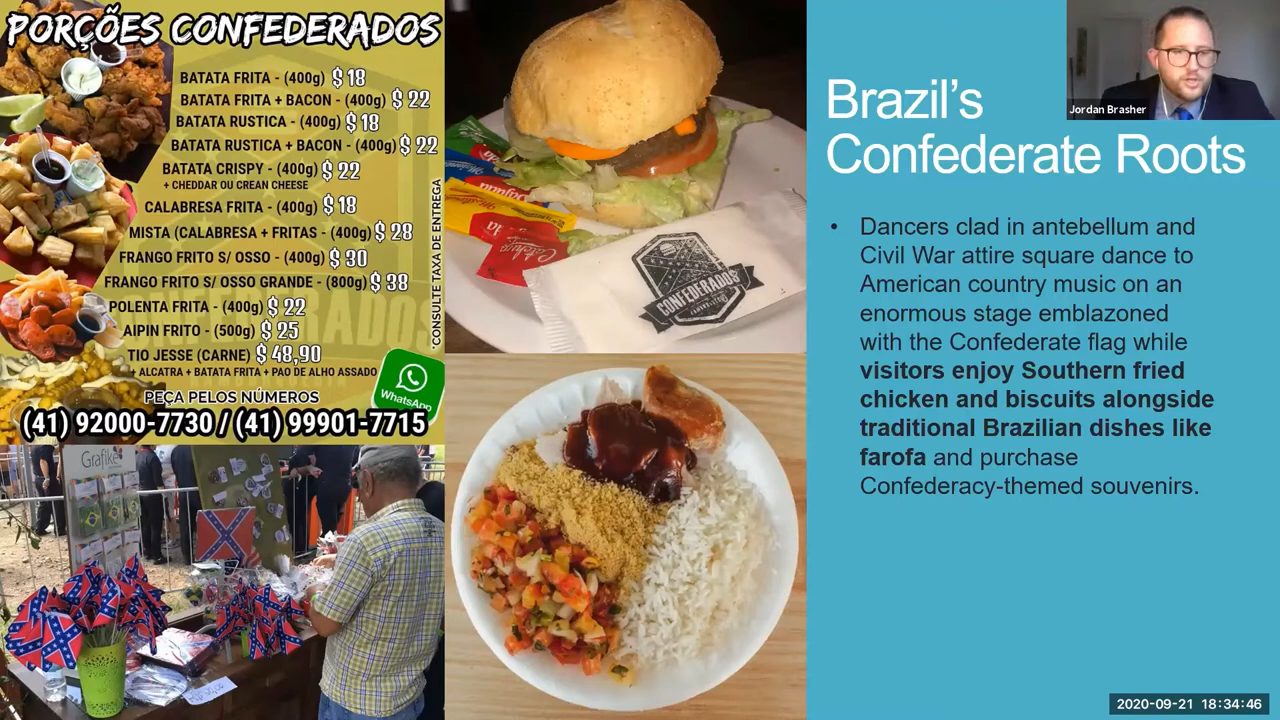 PORÇÕES CONFEDERADOS
BATATA FRITA - (400g) $ 18
BATATA FRITA + BACON - (400g) $ 22
BATATA RUSTICA - (400g) $ 18
BATATA RUSTICA + BACON - (400g) $ 22
BATATA CRISPY - (400g) $ 22
+ CHEDDAR OU CREAN CHEESE
CALABRESA FRITA - (400g) $ 18
MISTA (CALABRESA + FRITAS - (400g) $ 28
FRANGO FRITO S/ OSSO - (400g) $ 30
FRANGO FRITO S/ OSSO GRANDE - (800g) $ 38
POLENTA FRITA - (400g) $ 22
AIPIN FRITO - (500g) $ 25
TIO JESSE (CARNE) $ 48,90
+ ALCATRA + BATATA FRITA + PAO DE ALHO ASSADO
*CONSULTE TAXA DE ENTREGA
WhatsApp
PEÇA PELOS NÚMEROS
(41) 92000-7730 / (41) 99901-7715
CONFEDERADOS
Grafike
Jordan Brasher
Brazil's
Confederate Roots
• Dancers clad in antebellum and
Civil War attire square dance to
American country music on an
enormous stage emblazoned
with the Confederate flag while
visitors enjoy Southern fried
chicken and biscuits alongside
traditional Brazilian dishes like
farofa and purchase
Confederacy-themed souvenirs.
2020-09-21 18:34:46